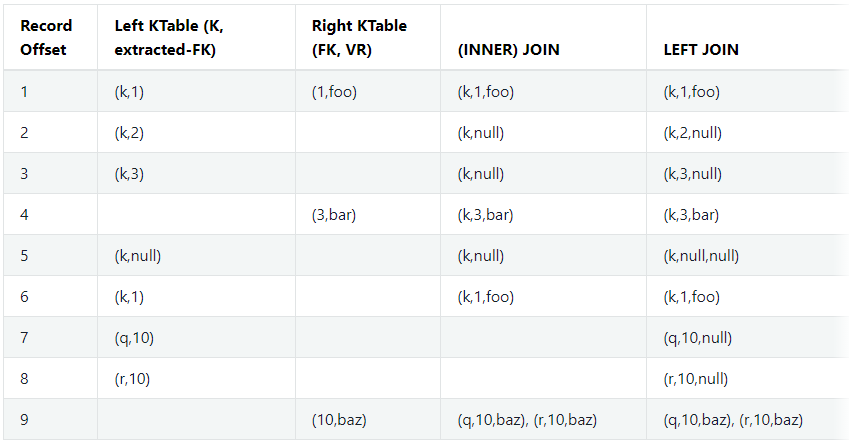 Record Offset | Left KTable (K, extracted-FK) | Right KTable (FK, VR) | (INNER) JOIN | LEFT JOIN
1 | (k,1) | (1,foo) | (k,1,foo) | (k,1,foo)
2 | (k,2) | | (k,null) | (k,2,null)
3 | (k,3) | | (k,null) | (k,3,null)
4 | | (3,bar) | (k,3,bar) | (k,3,bar)
5 | (k,null) | | (k,null) | (k,null,null)
6 | (k,1) | | (k,1,foo) | (k,1,foo)
7 | (q,10) | | | (q,10,null)
8 | (r,10) | | | (r,10,null)
9 | | (10,baz) | (q,10,baz), (r,10,baz) | (q,10,baz), (r,10,baz)